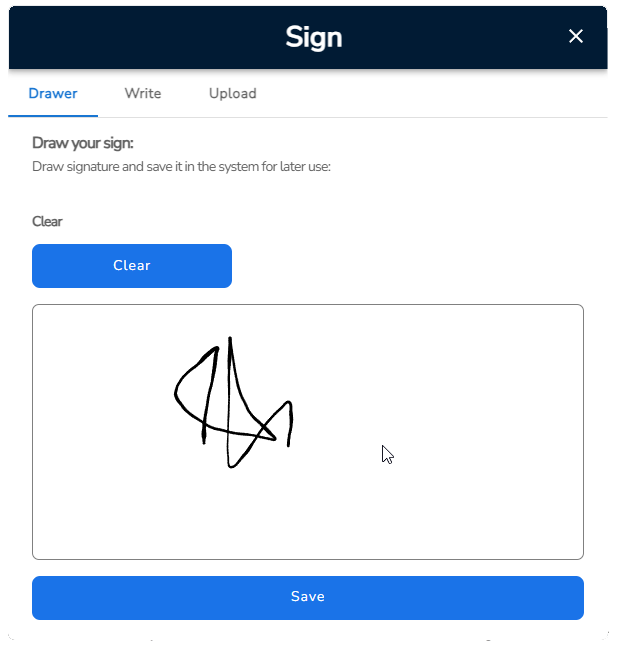 Sign
Drawer Write Upload
Draw your sign:
Draw signature and save it in the system for later use:
Clear
Clear
Save